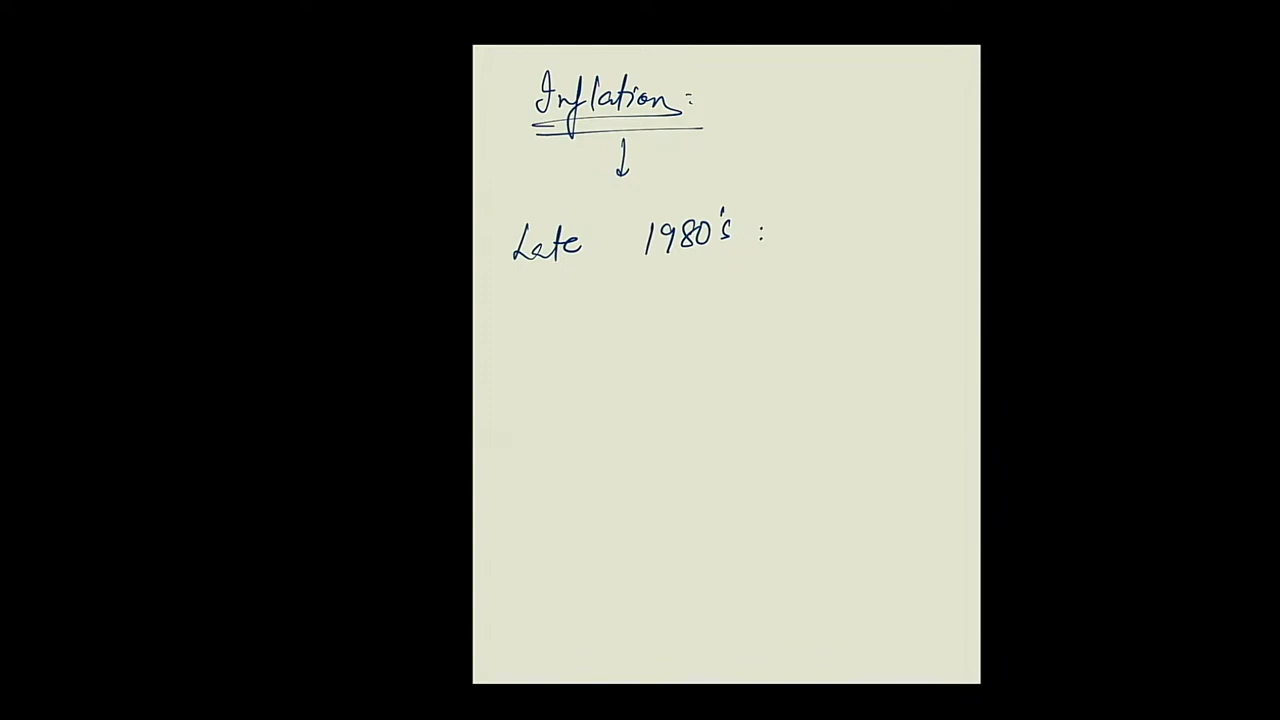 Inflation :
↓
Late 1980's :